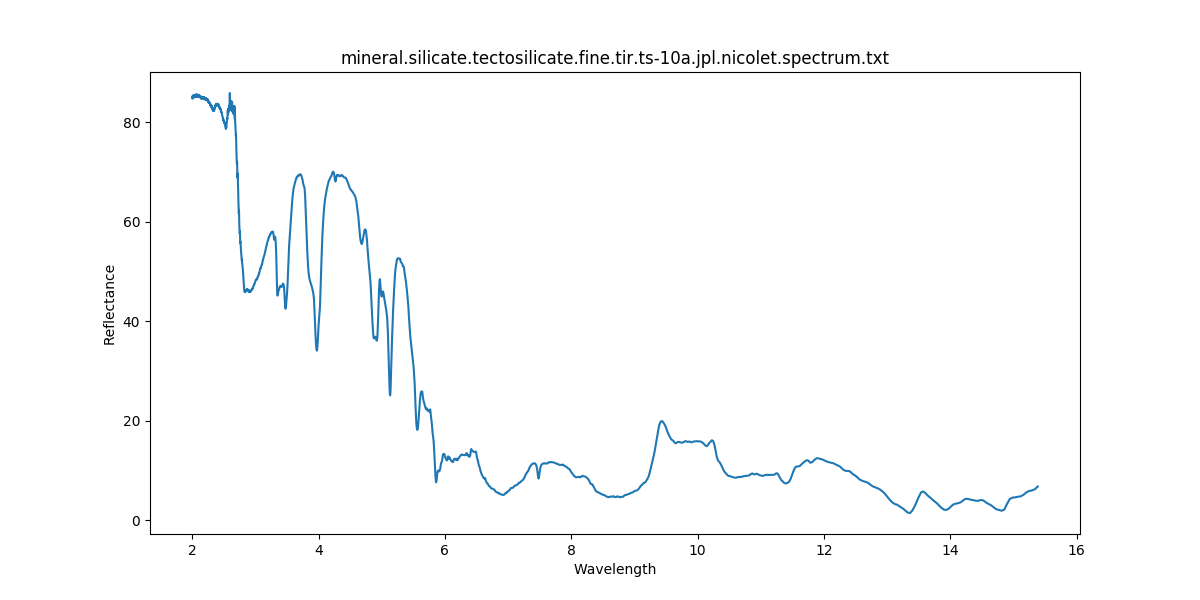 mineral.silicate.tectosilicate.fine.tir.ts-10a.jpl.nicolet.spectrum.txt
80
60
40
20
0
Reflectance
2 4 6 8 10 12 14 16
Wavelength